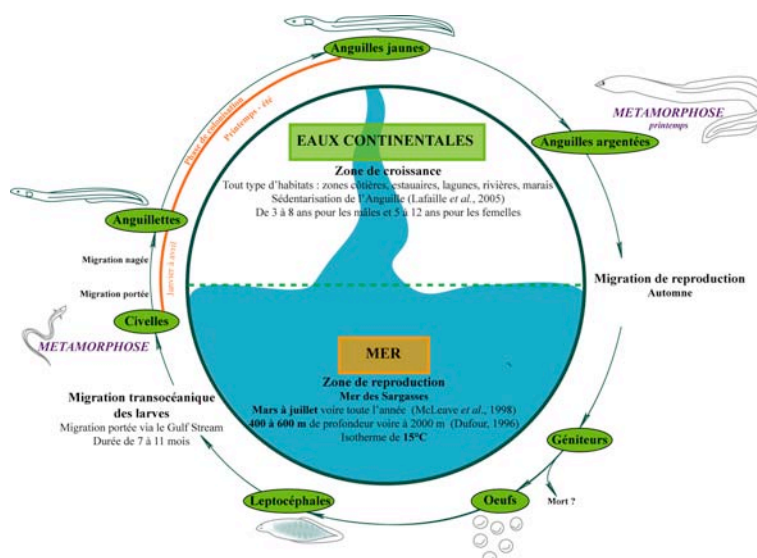 Anguilles jaunes
METAMORPHOSE
printemps
Anguilles argentées
Migration de reproduction
Automne
Géniteurs
Mort ?
Oeufs
Leptocéphales
Migration transocéanique
des larves
Migration portée via le Gulf Stream
Durée de 7 à 11 mois
METAMORPHOSE
Civelles
Migration portée
Migration nagée
Janvier à avril
Anguillettes
Phase de colonisation
Printemps - été
EAUX CONTINENTALES
Zone de croissance
Tout type d'habitats : zones côtières, estauaires, lagunes, rivières, marais
Sédentarisation de l'Anguille (Lafaille et al., 2005)
De 3 à 8 ans pour les mâles et 5 à 12 ans pour les femelles
MER
Zone de reproduction
Mer des Sargasses
Mars à juillet voire toute l'année (McLeave et al., 1998)
400 à 600 m de profondeur voire à 2000 m (Dufour, 1996)
Isotherme de 15°C